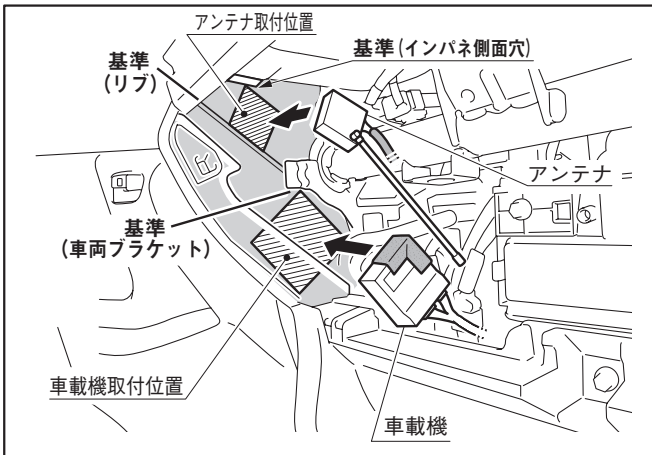 アンテナ取付位置
基準
(リブ)
基準(インパネ側面穴)
アンテナ
基準
(車両ブラケット)
車載機取付位置
車載機